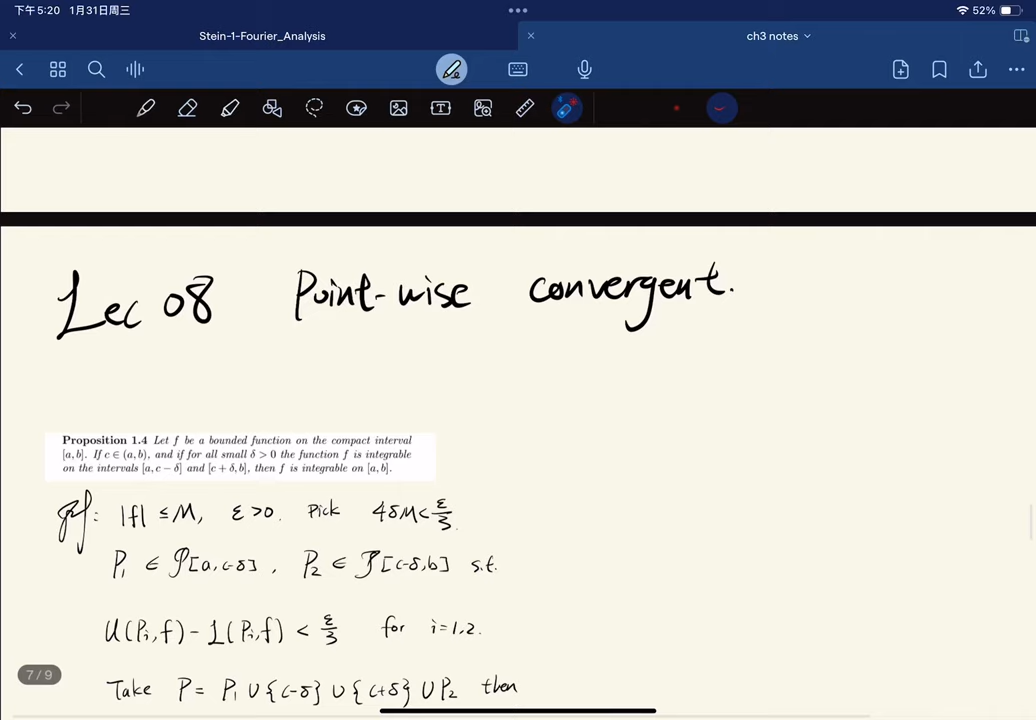 下午5:20 1月31日周三
52%
Stein-1-Fourier_Analysis
ch3 notes
Lec 08 Point-wise convergent.
Proposition 1.4 Let f be a bounded function on the compact interval
[a, b]. If c ∈ (a, b), and if for all small δ > 0 the function f is integrable
on the intervals [a, c − δ] and [c + δ, b], then f is integrable on [a, b].
pf: |f| ≤ M, ε>0. Pick 4δM < ε/3.
P₁ ∈ 𝒫[a, c-δ], P₂ ∈ 𝒫[c-δ, b] s.t.
U(Pᵢ, f) - L(Pᵢ, f) < ε/3 for i=1,2.
Take P = P₁ ∪ {c-δ} ∪ {c+δ} ∪ P₂ then
7 / 9